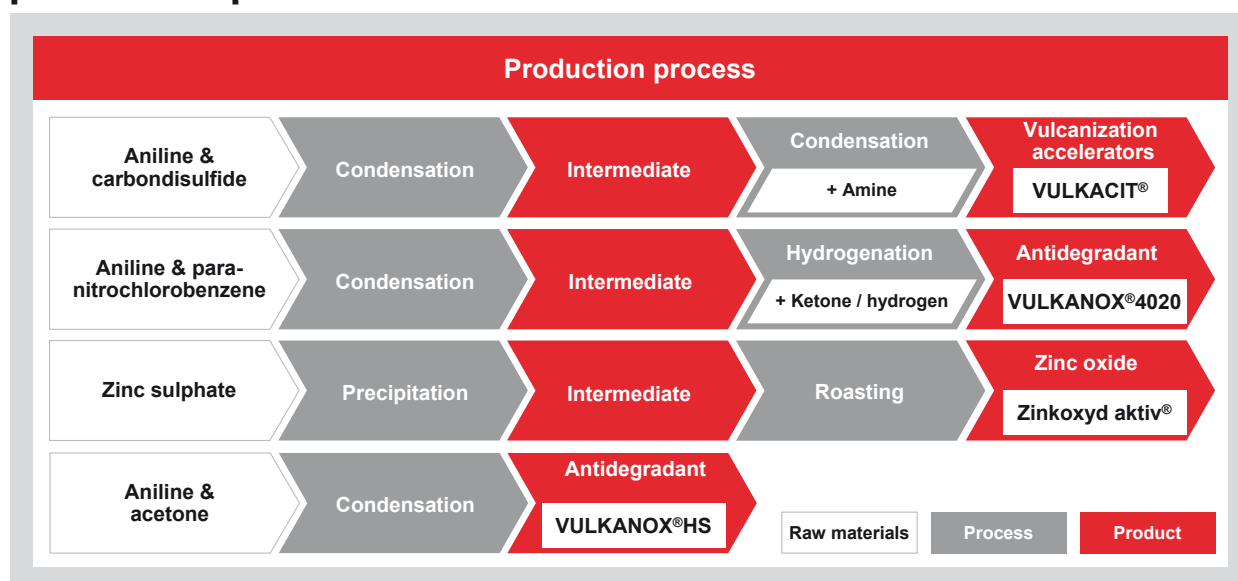 Production process
Aniline &
carbondisulfide
Condensation
Intermediate
Condensation
+ Amine
Vulcanization
accelerators
VULKACIT®
Aniline & para-
nitrochlorobenzene
Condensation
Intermediate
Hydrogenation
+ Ketone / hydrogen
Antidegradant
VULKANOX®4020
Zinc sulphate
Precipitation
Intermediate
Roasting
Zinc oxide
Zinkoxyd aktiv®
Aniline &
acetone
Condensation
Antidegradant
VULKANOX®HS
Raw materials
Process
Product